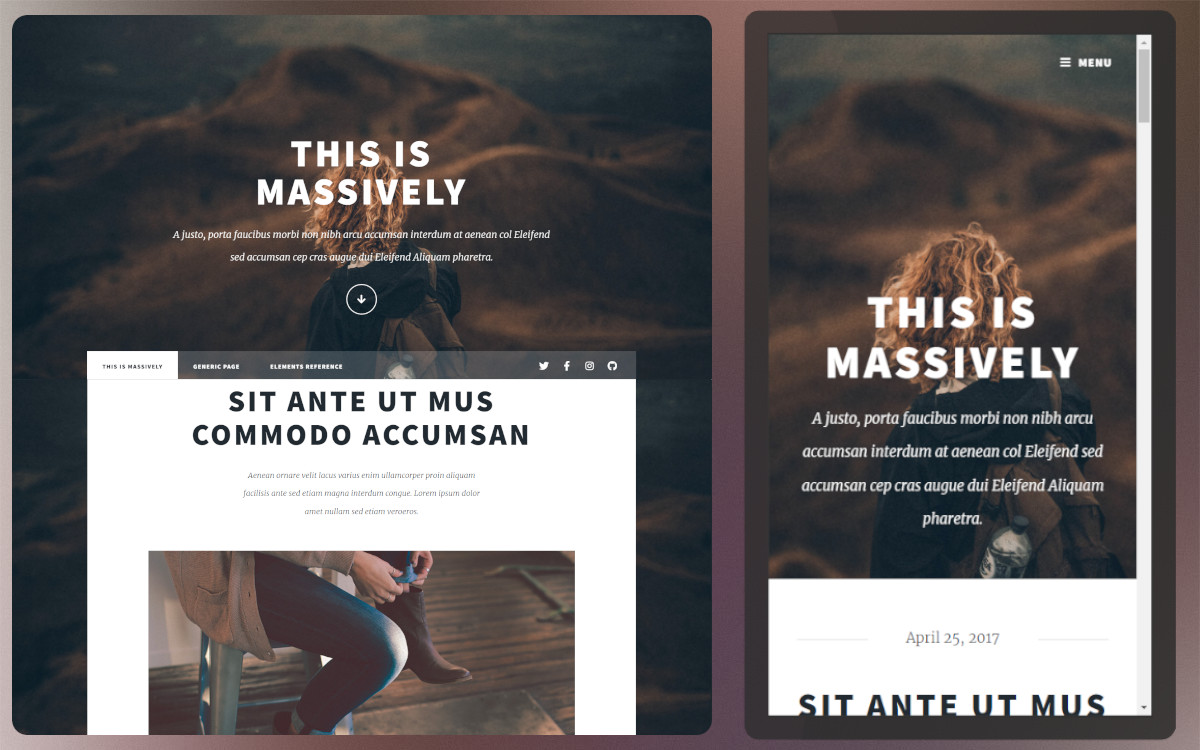 THIS IS
MASSIVELY
A justo, porta faucibus morbi non nibh arcu accumsan interdum at aenean col Eleifend
sed accumsan cep cras augue dui Eleifend Aliquam pharetra.
THIS IS MASSIVELY GENERIC PAGE ELEMENTS REFERENCE
SIT ANTE UT MUS
COMMODO ACCUMSAN
Aenean ornare velit lacus varius enim ullamcorper proin aliquam
facilisis ante sed etiam magna interdum congue. Lorem ipsum dolor
amet nullam sed etiam veroeros.
MENU
THIS IS
MASSIVELY
A justo, porta faucibus morbi non nibh arcu
accumsan interdum at aenean col Eleifend sed
accumsan cep cras augue dui Eleifend Aliquam
pharetra.
April 25, 2017
SIT ANTE UT MUS